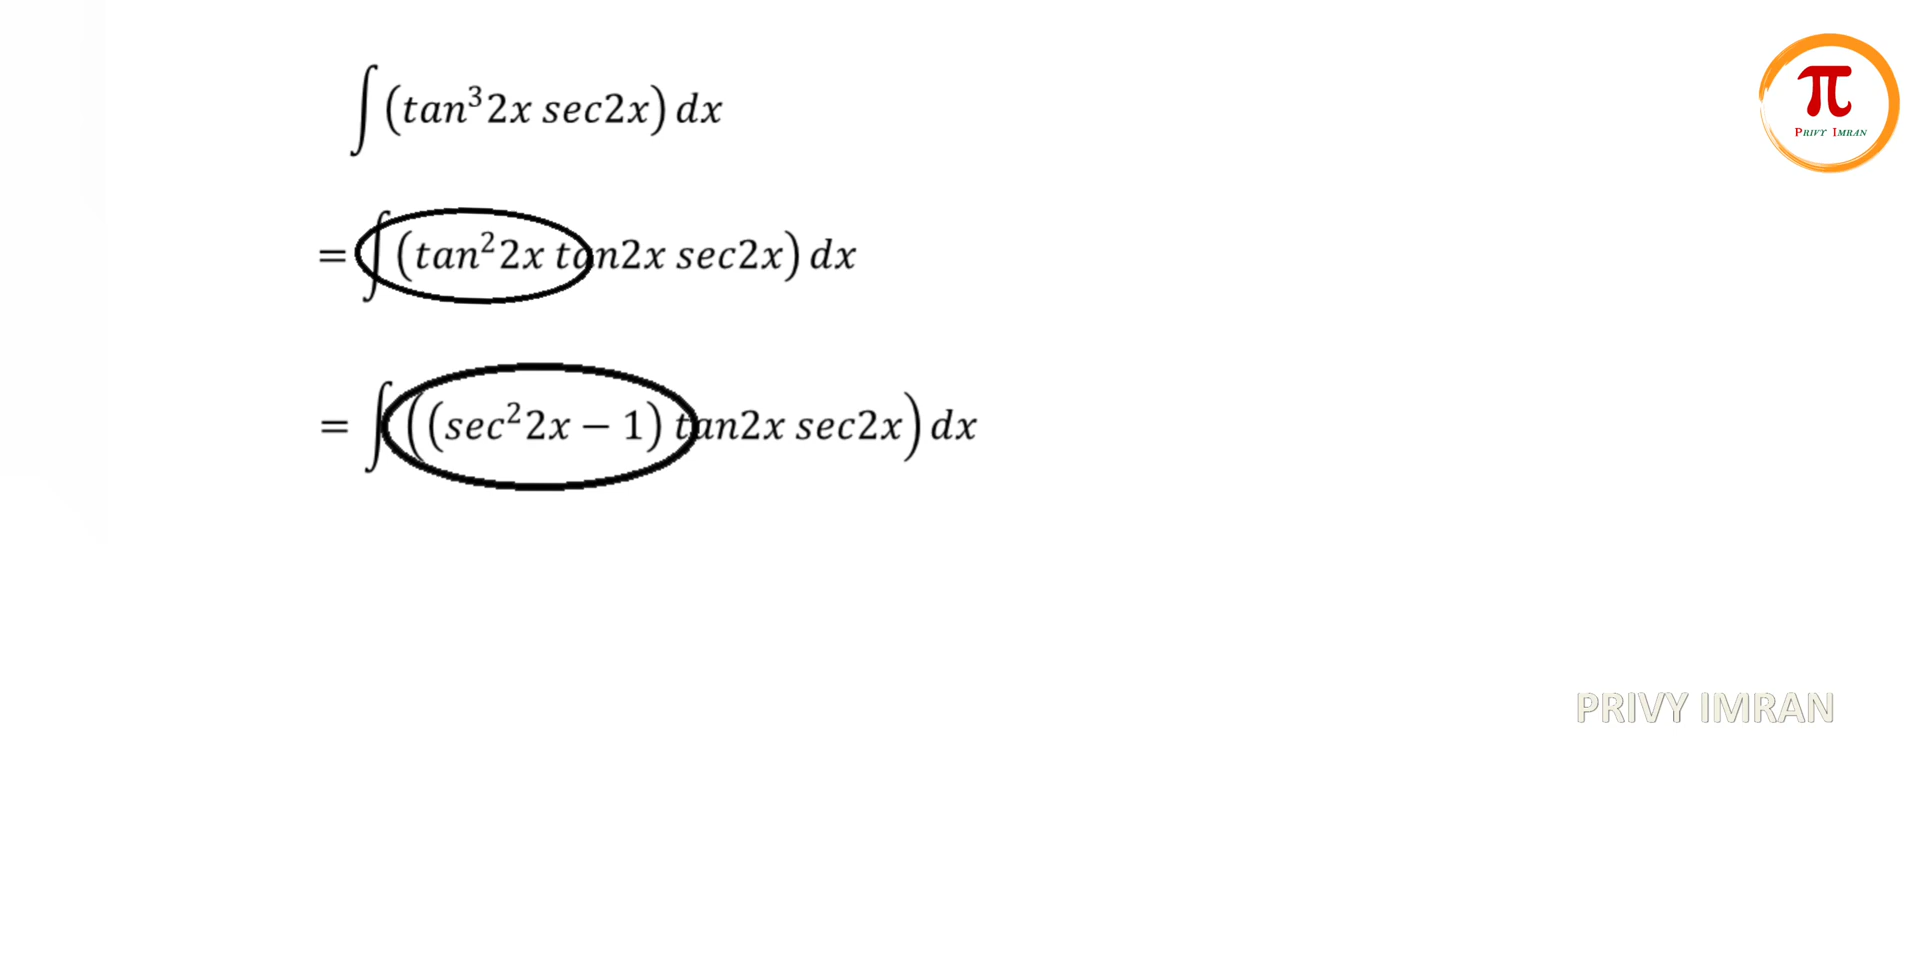 ∫(tan³2x sec2x) dx
= ∫(tan²2x tan2x sec2x) dx
= ∫((sec²2x − 1) tan2x sec2x) dx
π
PRIVY IMRAN
PRIVY IMRAN